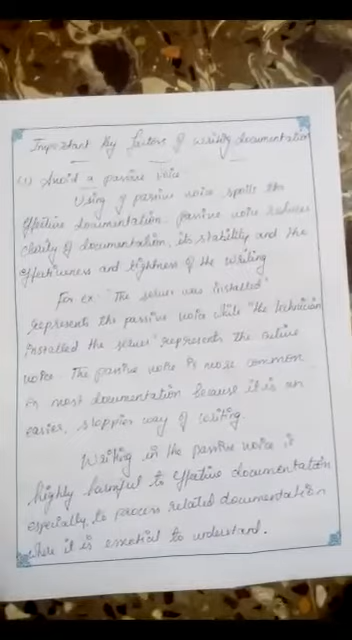 Important key factors of writing documentation
(1) Avoid a passive voice
Using of passive voice spoils the
effective documentation. passive voice reduces
clarity of documentation, its stability and the
effectiveness and tightness of the writing
For ex: "The server was installed"
represents the passive voice while "the technician
installed the server" represents the active
voice. The passive voice is more common
in most documentation because it is an
easier, sloppier way of writing.
Writing in the passive voice is
highly harmful to effective documentation
especially, to process related documentation
where it is essential to understand.